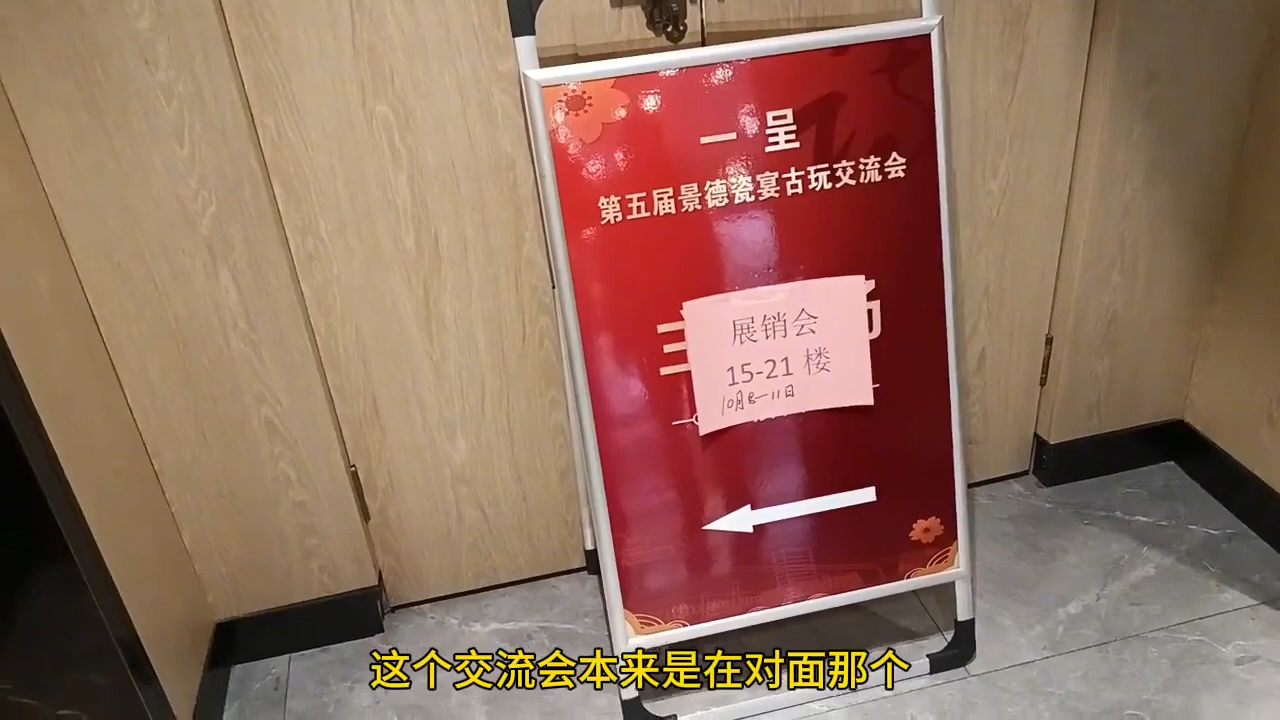 一 呈
第五届景德瓷宴古玩交流会
展销会
15-21 楼
10月8-11日
这个交流会本来是在对面那个